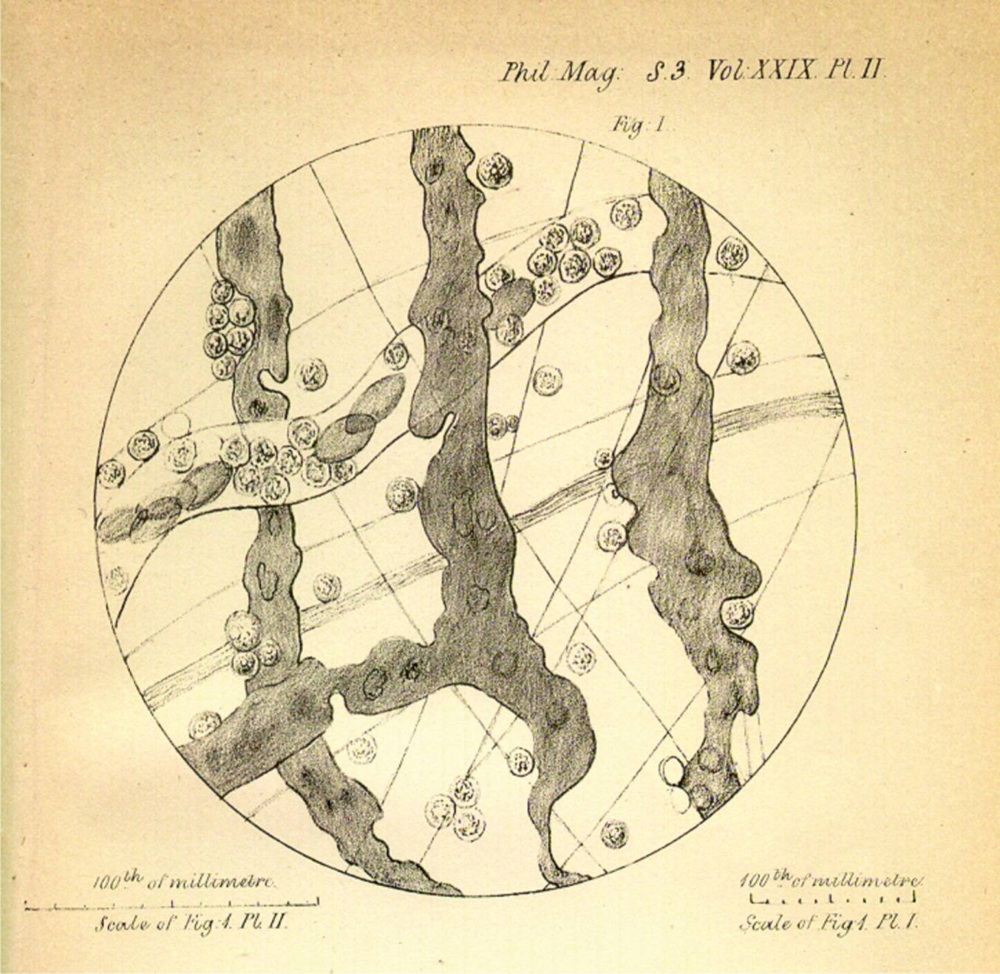 Phil. Mag: S.3. Vol. XXIX. Pl. II.
Fig: 1.
100th of millimetre.
Scale of Fig: 1. Pl. II.
100th of millimetre.
Scale of Fig 1. Pl. I.